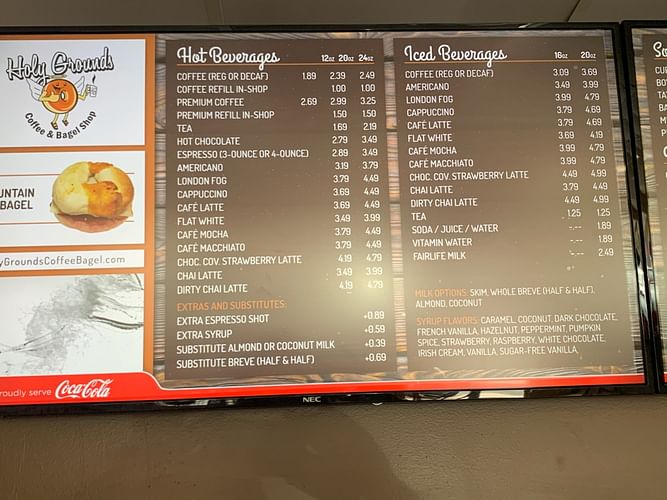 Holy Grounds
Coffee & Bagel Shop
UNTAIN
BAGEL
yGroundsCoffeeBagel.com
roudly serve Coca-Cola
Hot Beverages 12oz 20oz 24oz
COFFEE (REG OR DECAF) 1.89 2.39 2.49
COFFEE REFILL IN-SHOP 1.00 1.00
PREMIUM COFFEE 2.69 2.99 3.25
PREMIUM REFILL IN-SHOP 1.50 1.50
TEA 1.69 2.19
HOT CHOCOLATE 2.79 3.49
ESPRESSO (3-OUNCE OR 4-OUNCE) 2.89 3.49
AMERICANO 3.19 3.79
LONDON FOG 3.79 4.49
CAPPUCCINO 3.69 4.49
CAFÉ LATTE 3.69 4.49
FLAT WHITE 3.49 3.99
CAFÉ MOCHA 3.79 4.49
CAFÉ MACCHIATO 3.79 4.49
CHOC. COV. STRAWBERRY LATTE 4.19 4.79
CHAI LATTE 3.49 3.99
DIRTY CHAI LATTE 4.19 4.79
EXTRAS AND SUBSTITUTES:
EXTRA ESPRESSO SHOT +0.89
EXTRA SYRUP +0.59
SUBSTITUTE ALMOND OR COCONUT MILK +0.39
SUBSTITUTE BREVE (HALF & HALF) +0.69
NEC
Iced Beverages 16oz 20oz
COFFEE (REG OR DECAF) 3.09 3.69
AMERICANO 3.49 3.99
LONDON FOG 3.99 4.79
CAPPUCCINO 3.79 4.69
CAFÉ LATTE 3.79 4.69
FLAT WHITE 3.69 4.19
CAFÉ MOCHA 3.99 4.79
CAFÉ MACCHIATO 3.99 4.79
CHOC. COV. STRAWBERRY LATTE 4.49 4.99
CHAI LATTE 3.79 4.49
DIRTY CHAI LATTE 4.49 4.99
TEA 1.25 1.25
SODA / JUICE / WATER -.-- 1.89
VITAMIN WATER -.-- 1.89
FAIRLIFE MILK -.-- 2.49
MILK OPTIONS: SKIM, WHOLE BREVE (HALF & HALF),
ALMOND, COCONUT
SYRUP FLAVORS: CARAMEL, COCONUT, DARK CHOCOLATE,
FRENCH VANILLA, HAZELNUT, PEPPERMINT, PUMPKIN
SPICE, STRAWBERRY, RASPBERRY, WHITE CHOCOLATE,
IRISH CREAM, VANILLA, SUGAR-FREE VANILLA